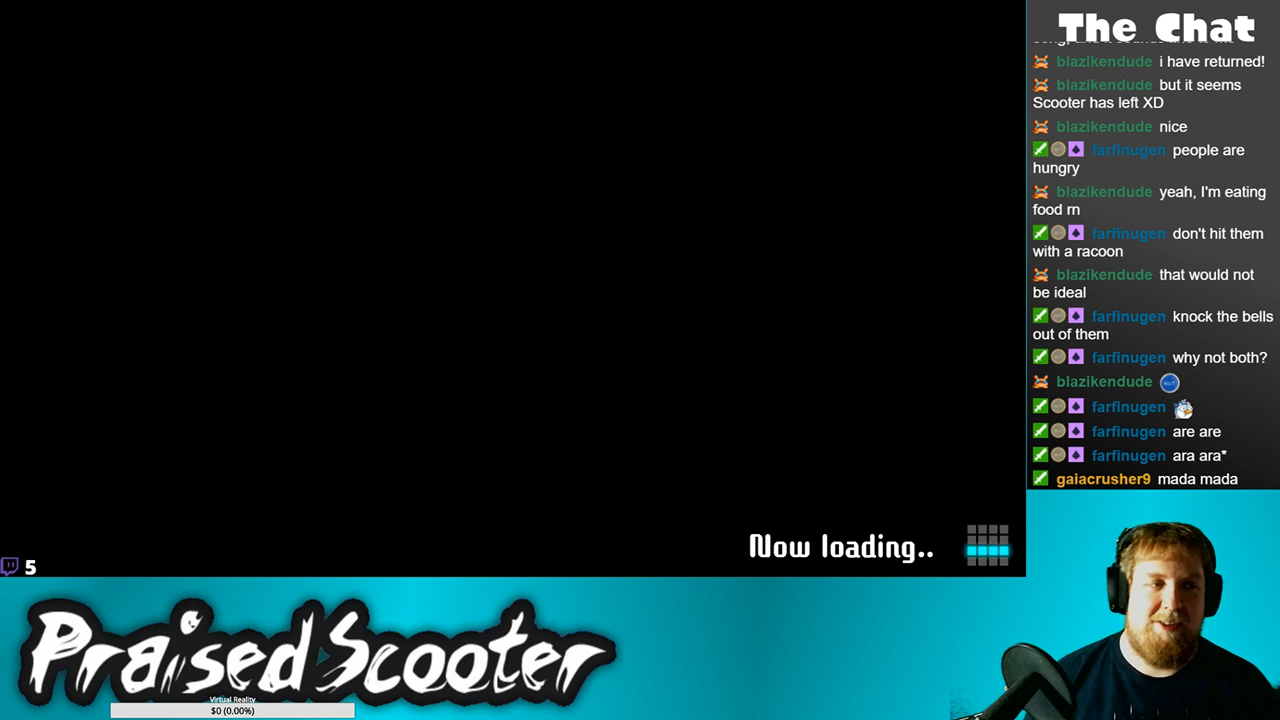 The Chat
blazikendude i have returned!
blazikendude but it seems
Scooter has left XD
blazikendude nice
farfinugen people are
hungry
blazikendude yeah, I'm eating
food rn
farfinugen don't hit them
with a racoon
blazikendude that would not
be ideal
farfinugen knock the bells
out of them
farfinugen why not both?
blazikendude NUT
farfinugen
farfinugen are are
farfinugen ara ara*
gaiacrusher9 mada mada
Now loading..
5
PraisedScooter
Virtual Reality
$0 (0.00%)